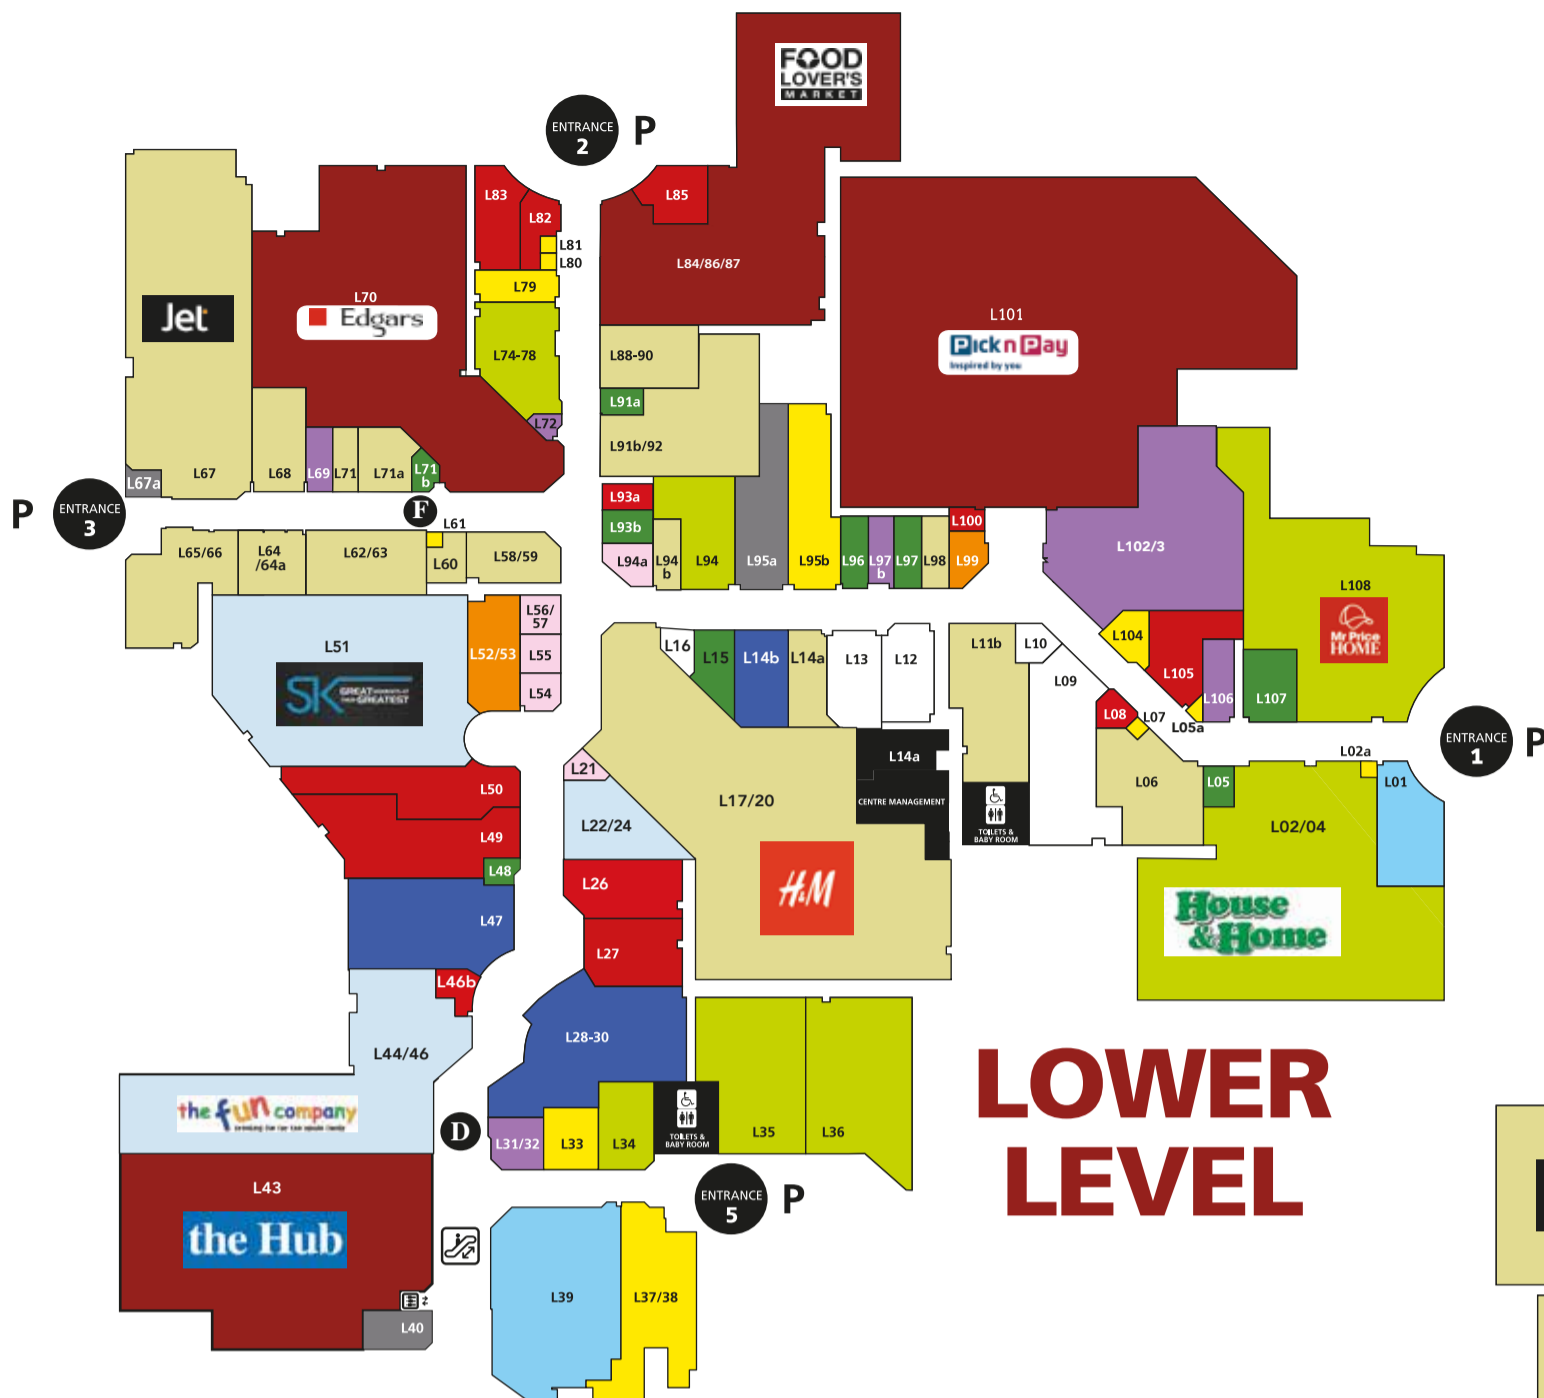 FOOD
LOVER'S
MARKET
ENTRANCE
2
P
L83
L82
L81
L80
L79
L74-78
L72
L85
L84/86/87
Jet
L70
Edgars
L101
Pick n Pay
Inspired by you
L88-90
L91a
L91b/92
L67a
L67
L68
L69
L71
L71a
L71
b
P
ENTRANCE
3
F
L93a
L93b
L94a
L94
b
L94
L95a
L95b
L96
L97
b
L97
L98
L100
L99
L102/3
L108
Mr Price
HOME
L65/66
L64
/64a
L62/63
L61
L60
L58/59
L51
SK
GREAT
GREATEST
L52/53
L56/
57
L55
L54
L16
L15
L14b
L14a
L13
L12
L11b
L10
L09
L104
L105
L106
L107
L08
L07
L05a
L02a
ENTRANCE
1
P
L21
L22/24
L17/20
L14a
CENTRE MANAGEMENT
TOILETS &
BABY ROOM
L06
L05
L01
L02/04
L50
L49
L48
L47
L26
L27
H&M
House
& Home
L46b
L44/46
L28-30
the fun company
D
L31/32
L33
L34
TOILETS &
BABY ROOM
L35
L36
LOWER
LEVEL
ENTRANCE
5
P
L43
the Hub
L40
L39
L37/38